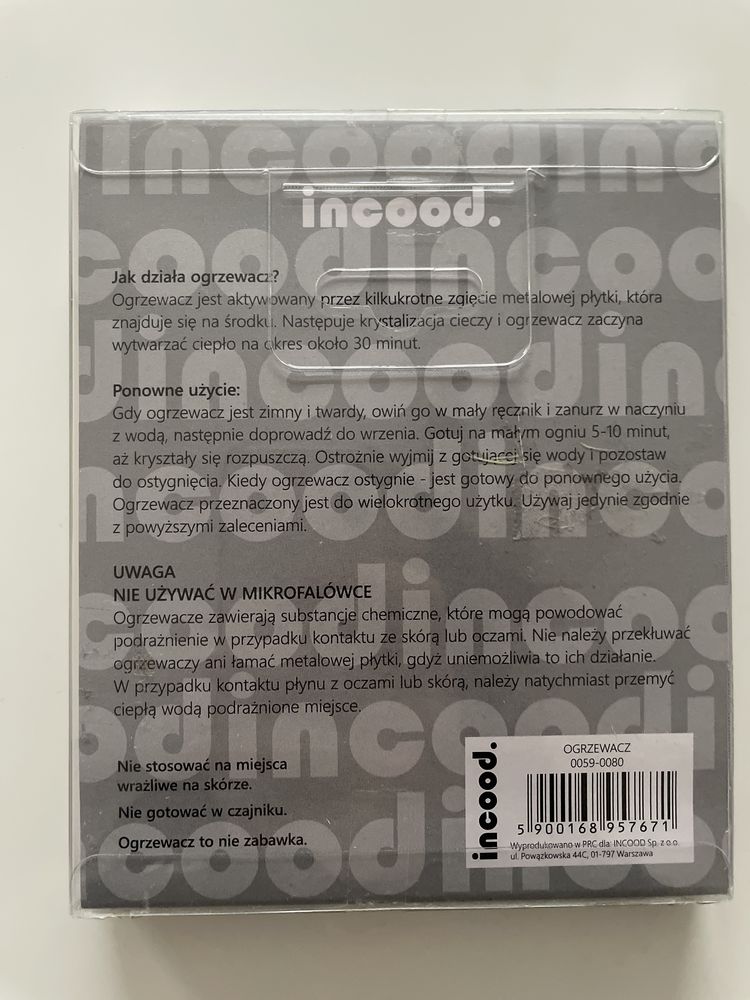 incood.
Jak działa ogrzewacz?
Ogrzewacz jest aktywowany przez kilkukrotne zgięcie metalowej płytki, która
znajduje się na środku. Następuje krystalizacja cieczy i ogrzewacz zaczyna
wytwarzać ciepło na okres około 30 minut.
Ponowne użycie:
Gdy ogrzewacz jest zimny i twardy, owiń go w mały ręcznik i zanurz w naczyniu
z wodą, następnie doprowadź do wrzenia. Gotuj na małym ogniu 5-10 minut,
aż kryształy się rozpuszczą. Ostrożnie wyjmij z gotującej się wody i pozostaw
do ostygnięcia. Kiedy ogrzewacz ostygnie - jest gotowy do ponownego użycia.
Ogrzewacz przeznaczony jest do wielokrotnego użytku. Używaj jedynie zgodnie
z powyższymi zaleceniami.
UWAGA
NIE UŻYWAĆ W MIKROFALÓWCE
Ogrzewacze zawierają substancje chemiczne, które mogą powodować
podrażnienie w przypadku kontaktu ze skórą lub oczami. Nie należy przekłuwać
ogrzewaczy ani łamać metalowej płytki, gdyż uniemożliwia to ich działanie.
W przypadku kontaktu płynu z oczami lub skórą, należy natychmiast przemyć
ciepłą wodą podrażnione miejsce.
Nie stosować na miejsca
wrażliwe na skórze.
Nie gotować w czajniku.
Ogrzewacz to nie zabawka.
incood.
OGRZEWACZ
0059-0080
5 900168 957671
Wyprodukowano w PRC dla: INCOOD Sp. z o.o.
ul. Powązkowska 44C, 01-797 Warszawa